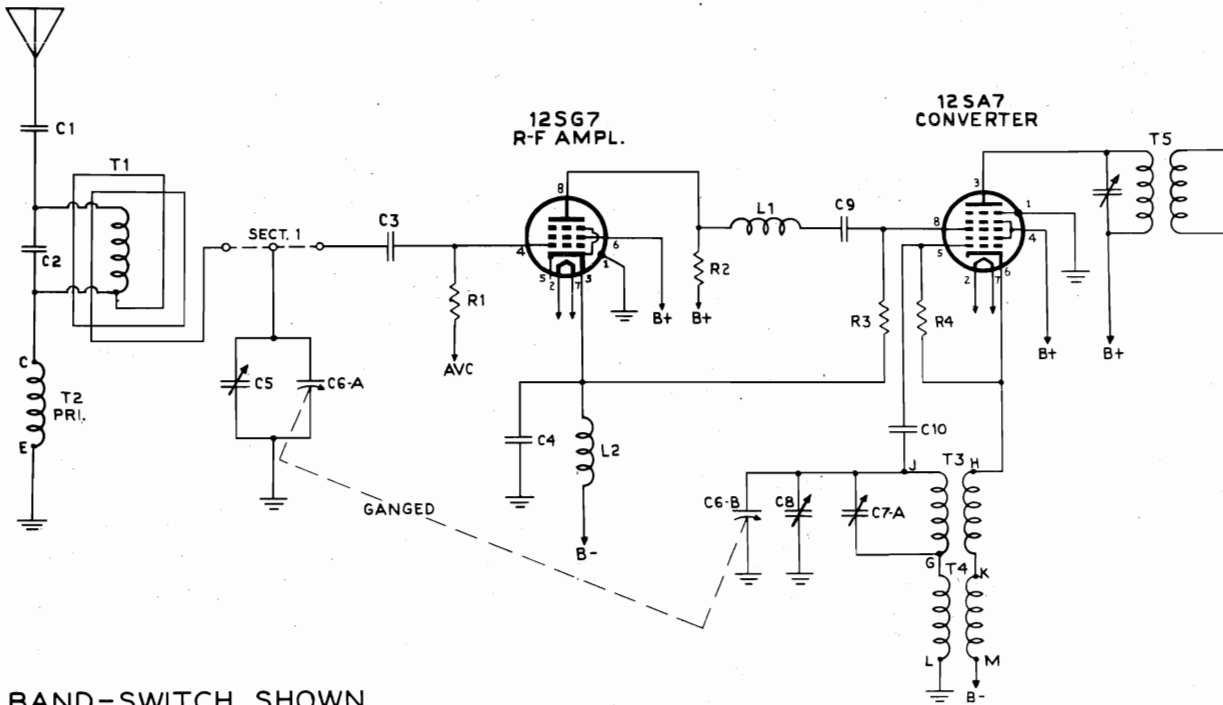 C1
T1
C2
C
T2
PRI.
E
SECT. 1
C5
C6-A
C3
R1
AVC
12SG7
R-F AMPL.
8
4
6
1
5
2
7
3
B+
R2
B+
L1
C9
C4
L2
B-
GANGED
12SA7
CONVERTER
3
8
5
1
4
2
7
6
R3
R4
B+
B+
T5
C10
J
T3
H
C6-B
C8
C7-A
G
T4
K
L
M
B-
BAND-SWITCH SHOWN